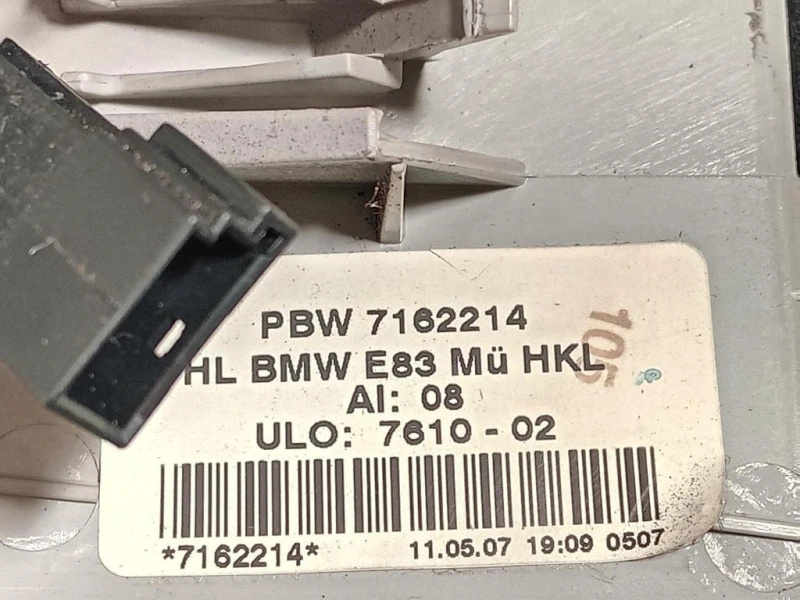 PBW 7162214
HL BMW E83 Mü HKL
AI: 08
ULO: 7610 - 02
*7162214* 11.05.07 19:09 0507
105